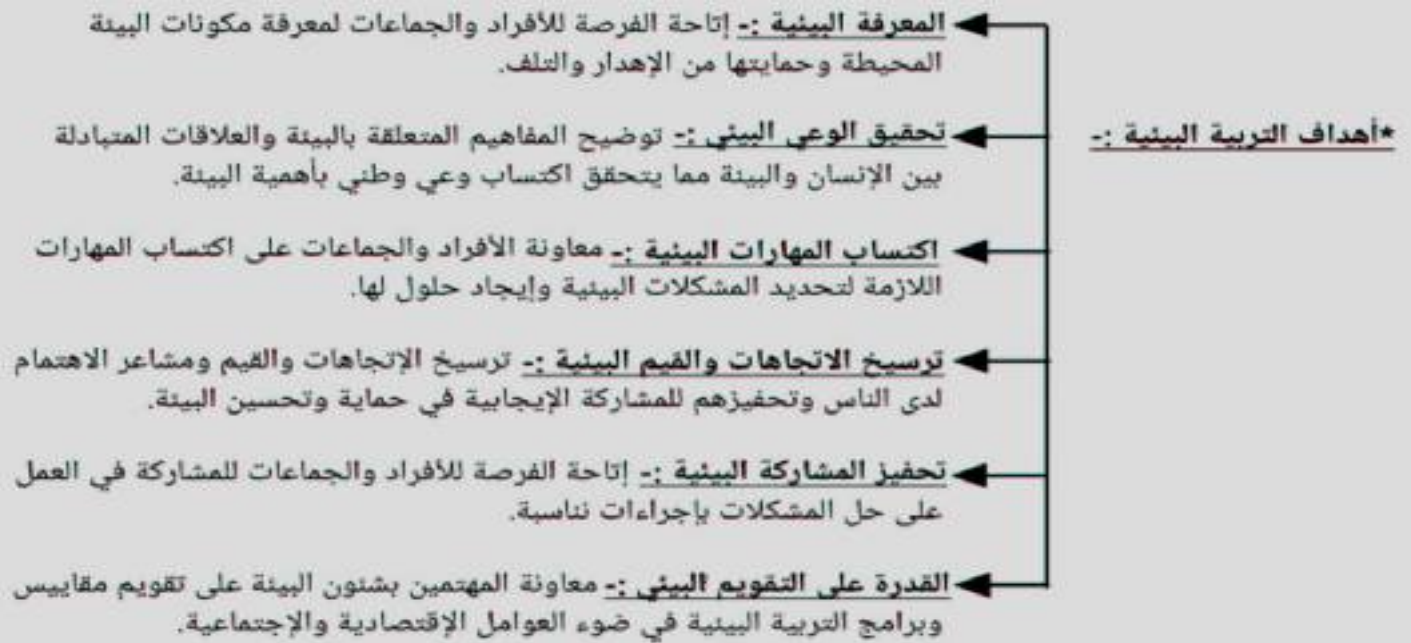 *أهداف التربية البيئية :-
المعرفة البيئية :- إتاحة الفرصة للأفراد والجماعات لمعرفة مكونات البيئة
المحيطة وحمايتها من الإهدار والتلف.
تحقيق الوعي البيئي :- توضيح المفاهيم المتعلقة بالبيئة والعلاقات المتبادلة
بين الإنسان والبيئة مما يتحقق اكتساب وعي وطني بأهمية البيئة.
اكتساب المهارات البيئية :- معاونة الأفراد والجماعات على اكتساب المهارات
اللازمة لتحديد المشكلات البيئية وإيجاد حلول لها.
ترسيخ الاتجاهات والقيم البيئية :- ترسيخ الإتجاهات والقيم ومشاعر الاهتمام
لدى الناس وتحفيزهم للمشاركة الإيجابية في حماية وتحسين البيئة.
تحفيز المشاركة البيئية :- إتاحة الفرصة للأفراد والجماعات للمشاركة في العمل
على حل المشكلات بإجراءات نناسبة.
القدرة على التقويم البيئي :- معاونة المهتمين بشئون البيئة على تقويم مقاييس
وبرامج التربية البيئية في ضوء العوامل الإقتصادية والإجتماعية.